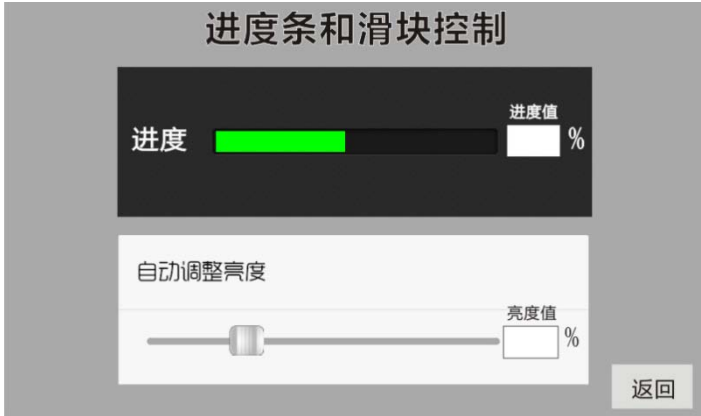 进度条和滑块控制
进度值
进度 %
自动调整亮度
亮度值
%
返回